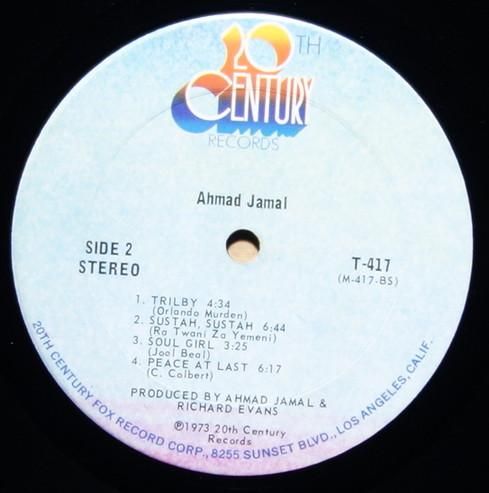 20TH
CENTURY
RECORDS
Ahmad Jamal
SIDE 2
STEREO
T-417
(M-417-BS)
1. TRILBY 4:34
(Orlando Murden)
2. SUSTAH, SUSTAH 6:44
(Ra Twani Za Yemeni)
3. SOUL GIRL 3:25
(Joal Beal)
4. PEACE AT LAST 6:17
(C. Colbert)
PRODUCED BY AHMAD JAMAL &
RICHARD EVANS
℗1973 20th Century
Records
20TH CENTURY FOX RECORD CORP., 8255 SUNSET BLVD., LOS ANGELES, CALIF.